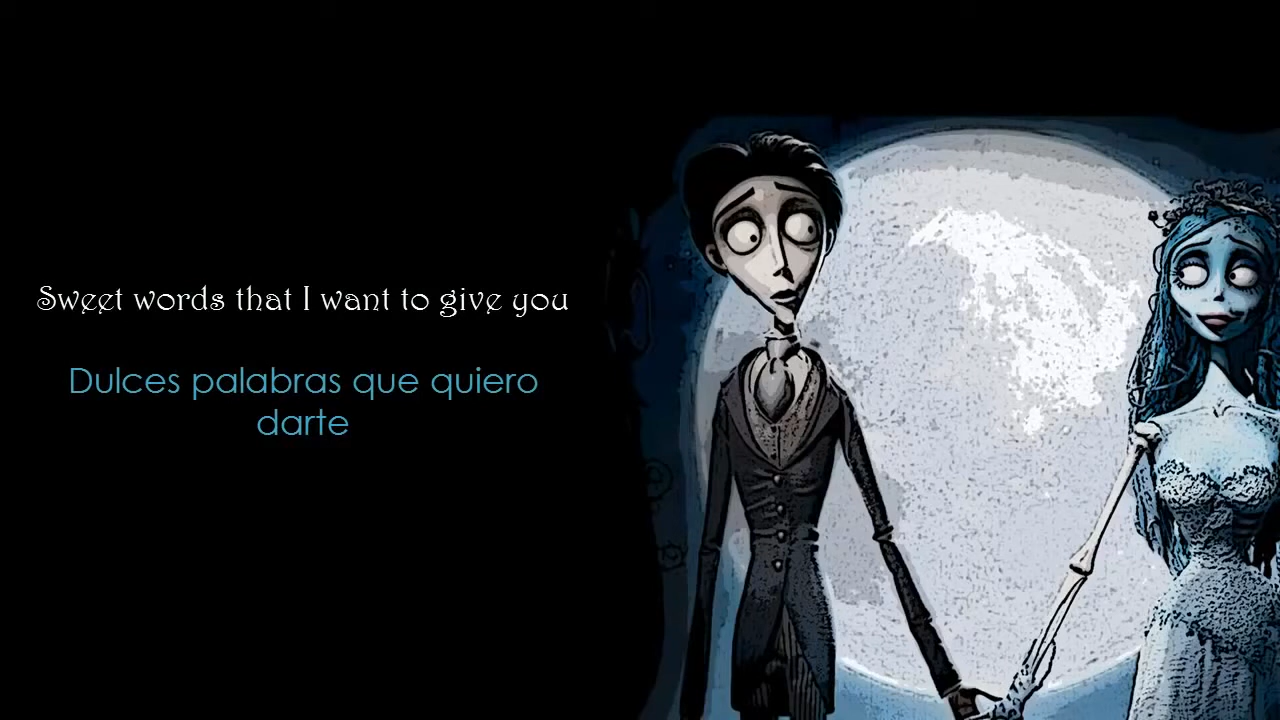 Sweet words that I want to give you
Dulces palabras que quiero
darte